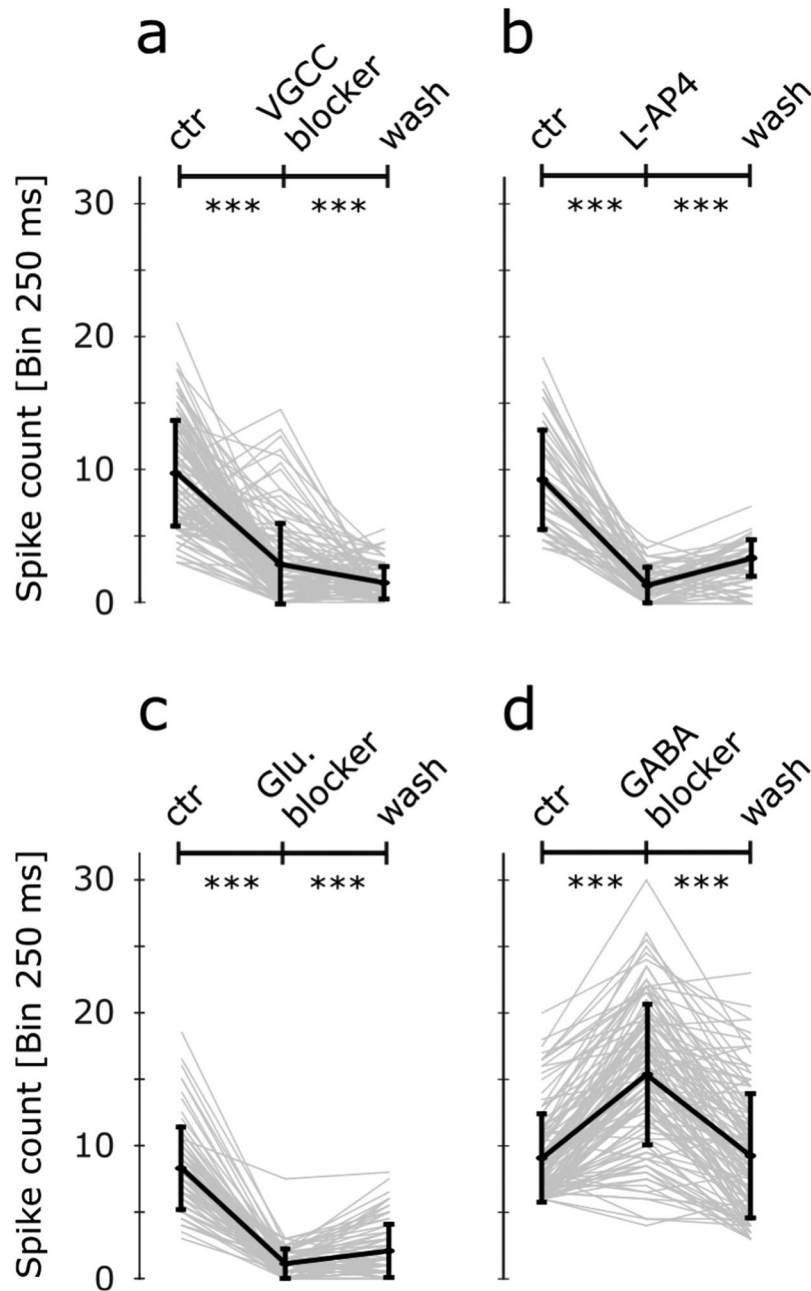 a
ctr
VGCC
blocker
wash
b
ctr
L-AP4
wash
Spike count [Bin 250 ms]
30
20
10
0
*** ***
*** ***
c
ctr
Glu.
blocker
wash
d
ctr
GABA
blocker
wash
Spike count [Bin 250 ms]
30
20
10
0
*** ***
*** ***